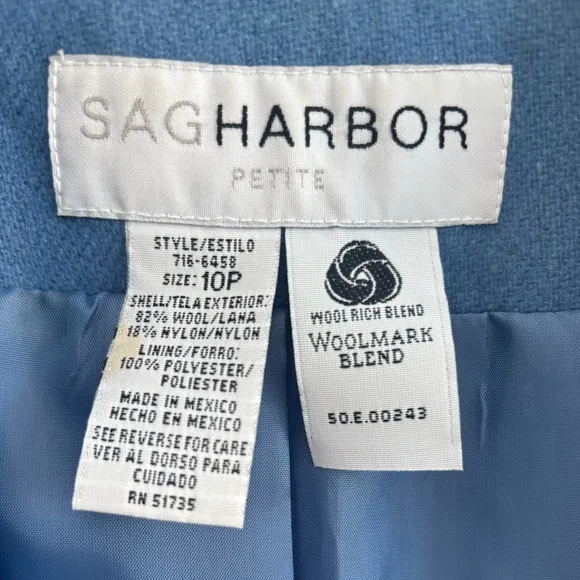 SAGHARBOR
PETITE
STYLE/ESTILO
716-6458
SIZE: 10P
SHELL/TELA EXTERIOR:
82% WOOL/LANA
18% NYLON/NYLON
LINING/FORRO:
100% POLYESTER/
POLIESTER
MADE IN MEXICO
HECHO EN MEXICO
SEE REVERSE FOR CARE
VER AL DORSO PARA
CUIDADO
RN 51735
WOOL RICH BLEND
WOOLMARK
BLEND
50.E.00243